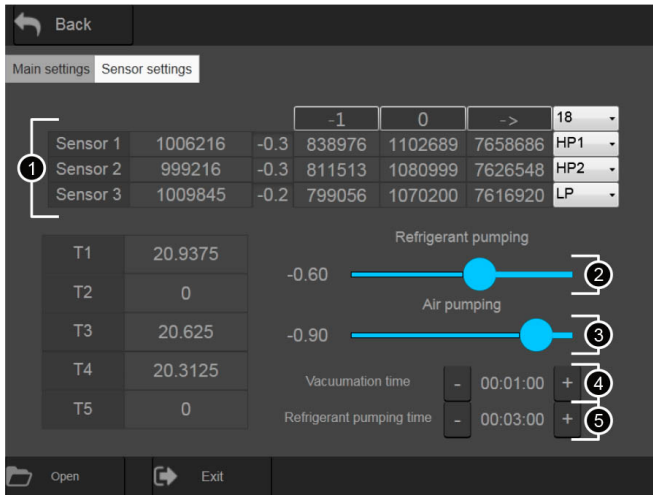 Back
Main settings Sensor settings
-1 0 -> 18
Sensor 1 1006216 -0.3 838976 1102689 7658686 HP1
1 Sensor 2 999216 -0.3 811513 1080999 7626548 HP2
Sensor 3 1009845 -0.2 799056 1070200 7616920 LP
Refrigerant pumping
T1 20.9375
-0.60 2
T2 0
Air pumping
T3 20.625
-0.90 3
T4 20.3125
Vacuumation time - 00:01:00 + 4
T5 0
Refrigerant pumping time - 00:03:00 + 5
Open Exit